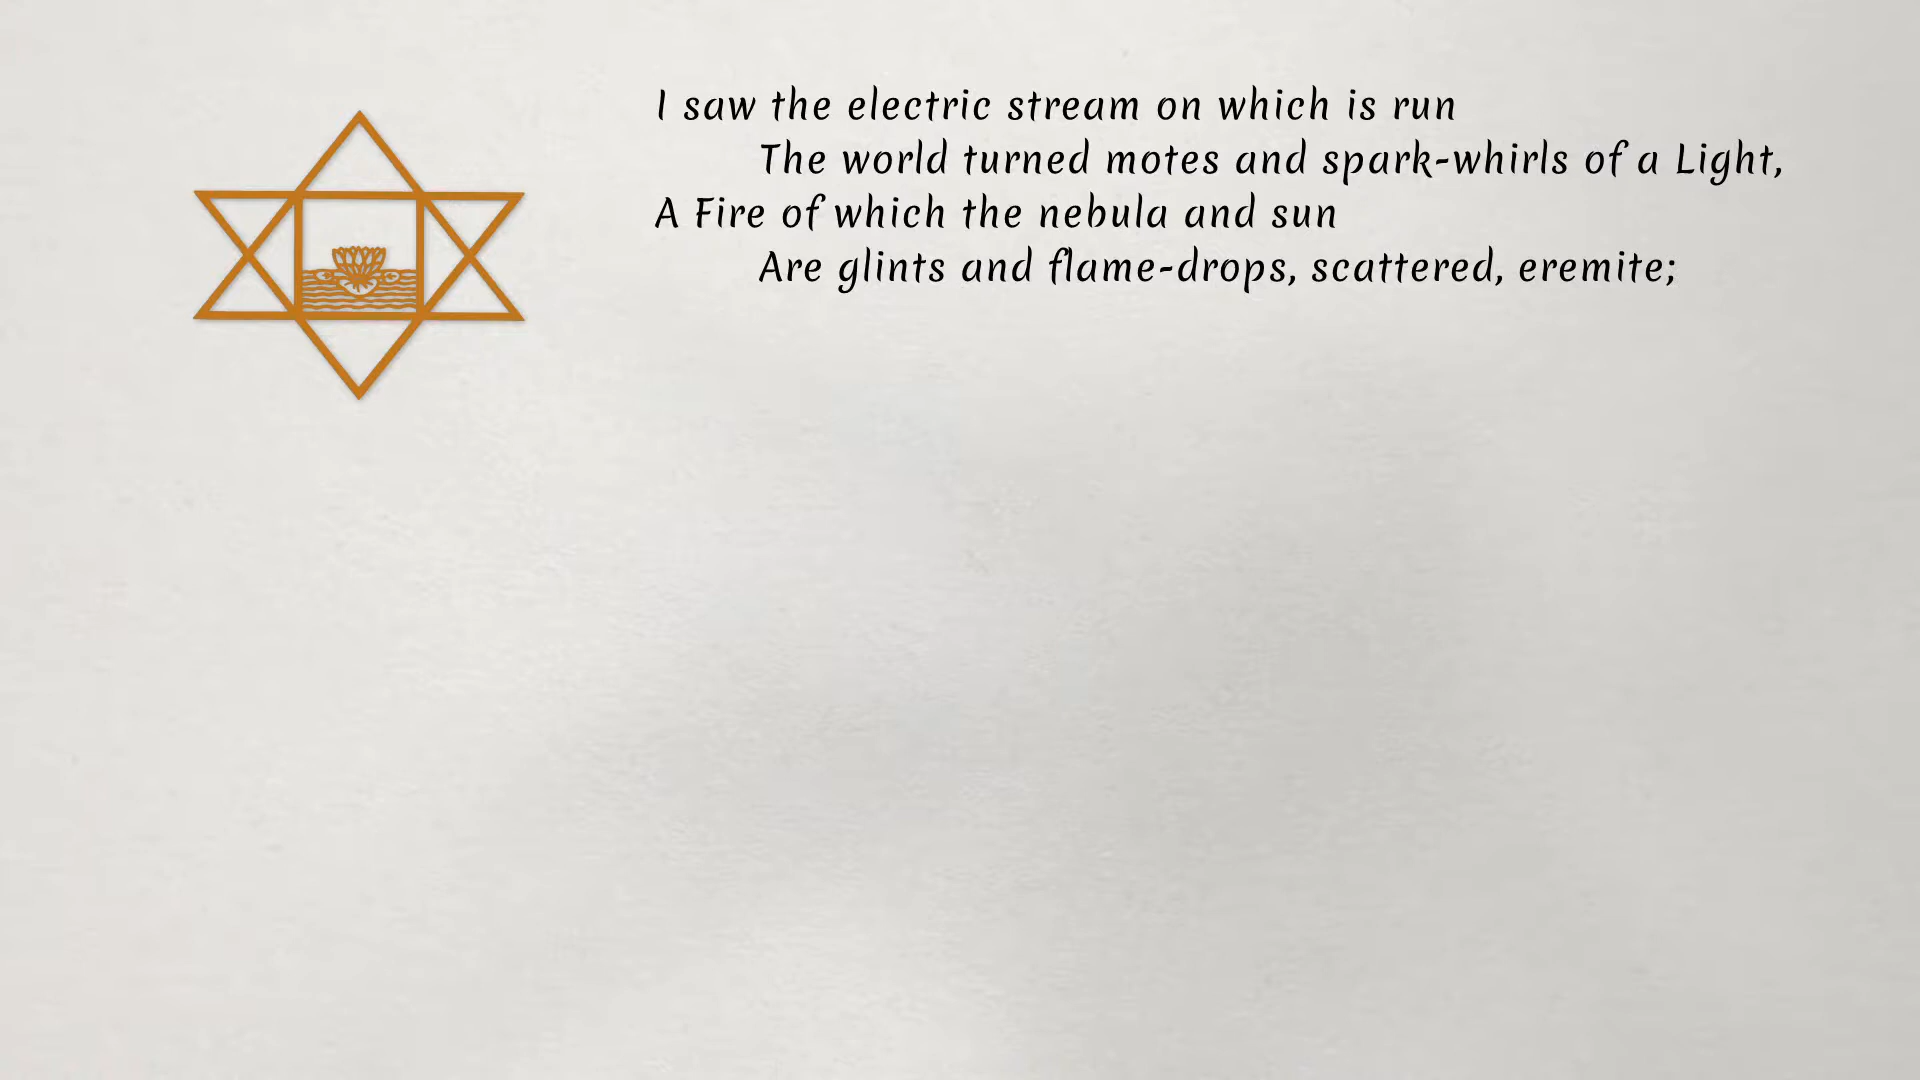 I saw the electric stream on which is run
The world turned motes and spark-whirls of a Light,
A Fire of which the nebula and sun
Are glints and flame-drops, scattered, eremite;